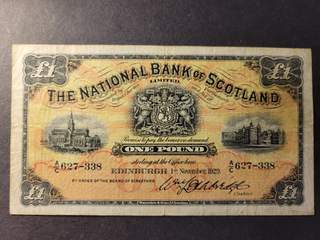 £1 £1
THE NATIONAL BANK OF SCOTLAND
LIMITED
Promise to pay the bearer on demand
ONE POUND
sterling at the Office here
A/C 627-338 A/C 627-338
EDINBURGH 1st November, 1929
BY ORDER OF THE BOARD OF DIRECTORS
£1 £1